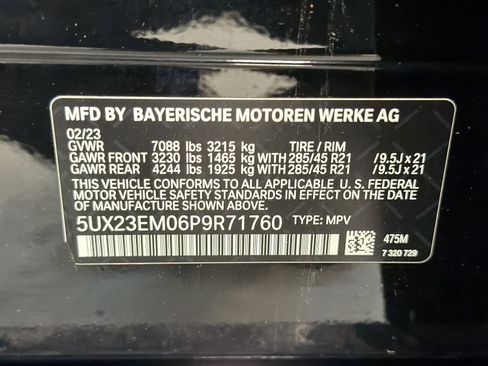 MFD BY BAYERISCHE MOTOREN WERKE AG
02/23
GVWR 7088 lbs 3215 kg TIRE / RIM
GAWR FRONT 3230 lbs 1465 kg WITH 285/45 R21 / 9.5J x 21
GAWR REAR 4244 lbs 1925 kg WITH 285/45 R21 / 9.5J x 21
THIS VEHICLE CONFORMS TO ALL APPLICABLE U. S. FEDERAL
MOTOR VEHICLE SAFETY STANDARDS IN EFFECT ON THE DATE
OF MANUFACTURE SHOWN ABOVE.
5UX23EM06P9R71760 TYPE: MPV
475M
7 320 729